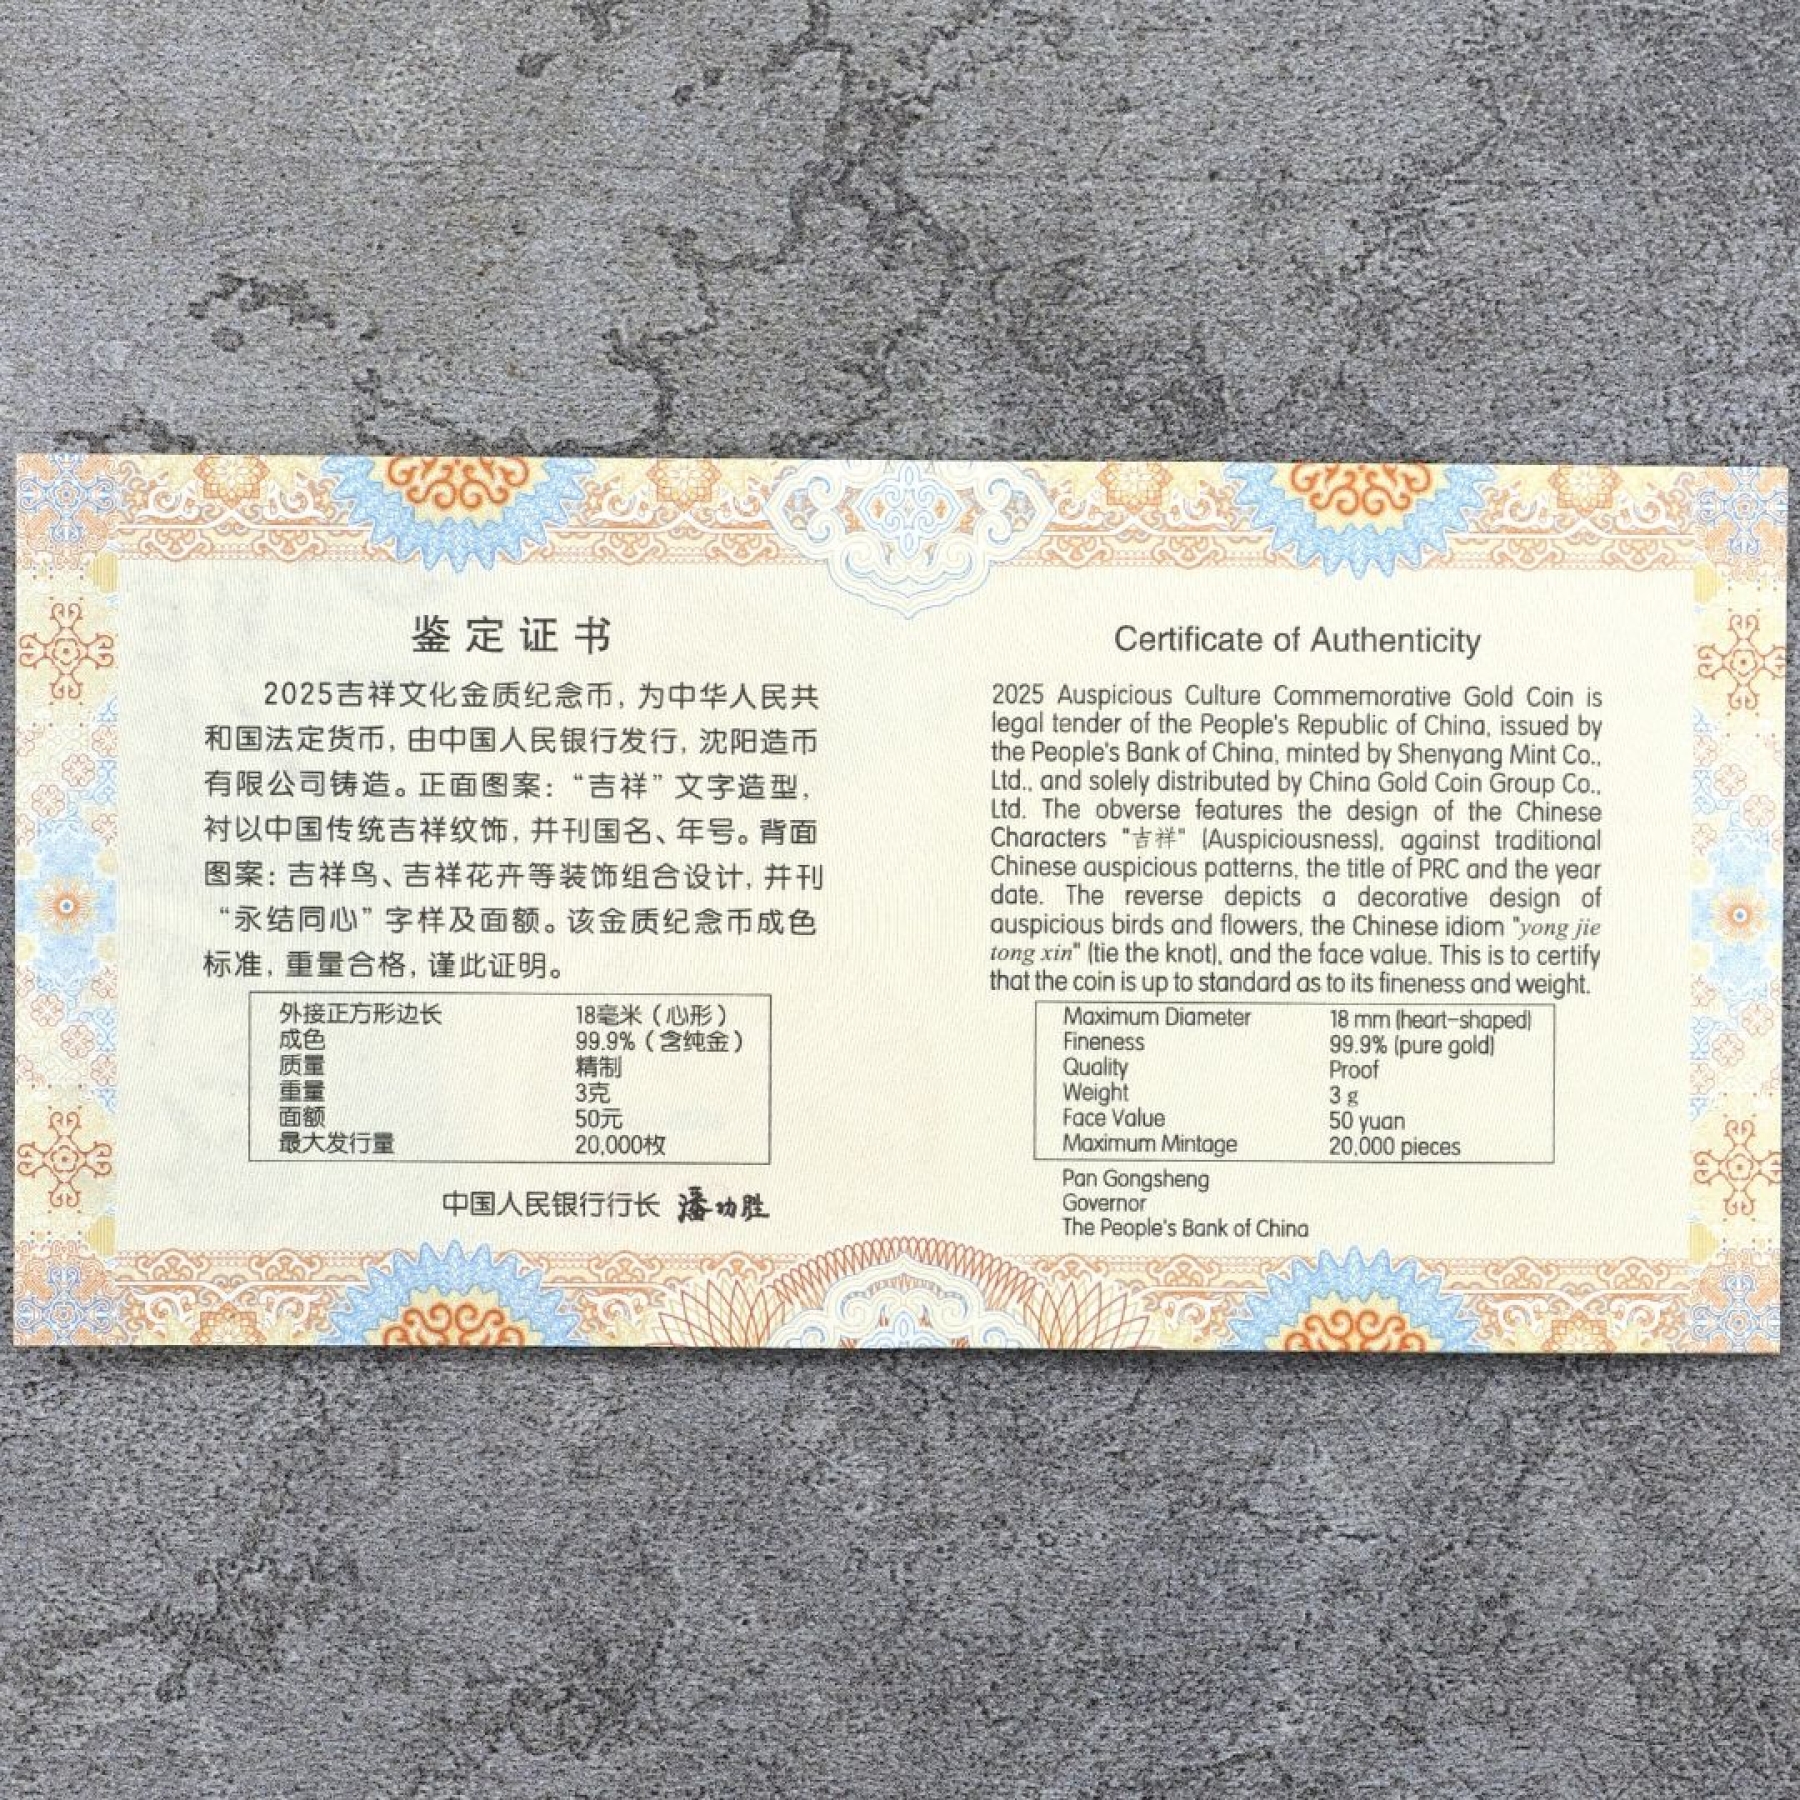 鉴定证书
2025吉祥文化金质纪念币，为中华人民共
和国法定货币，由中国人民银行发行，沈阳造币
有限公司铸造。正面图案：“吉祥”文字造型，
衬以中国传统吉祥纹饰，并刊国名、年号。背面
图案：吉祥鸟、吉祥花卉等装饰组合设计，并刊
“永结同心”字样及面额。该金质纪念币成色
标准，重量合格，谨此证明。
外接正方形边长 18毫米（心形）
成色 99.9%（含纯金）
质量 精制
重量 3克
面额 50元
最大发行量 20,000枚
中国人民银行行长 潘功胜
Certificate of Authenticity
2025 Auspicious Culture Commemorative Gold Coin is
legal tender of the People's Republic of China, issued by
the People's Bank of China, minted by Shenyang Mint Co.,
Ltd., and solely distributed by China Gold Coin Group Co.,
Ltd. The obverse features the design of the Chinese
Characters "吉祥" (Auspiciousness), against traditional
Chinese auspicious patterns, the title of PRC and the year
date. The reverse depicts a decorative design of
auspicious birds and flowers, the Chinese idiom "yong jie
tong xin" (tie the knot), and the face value. This is to certify
that the coin is up to standard as to its fineness and weight.
Maximum Diameter 18 mm (heart-shaped)
Fineness 99.9% (pure gold)
Quality Proof
Weight 3 g
Face Value 50 yuan
Maximum Mintage 20,000 pieces
Pan Gongsheng
Governor
The People's Bank of China